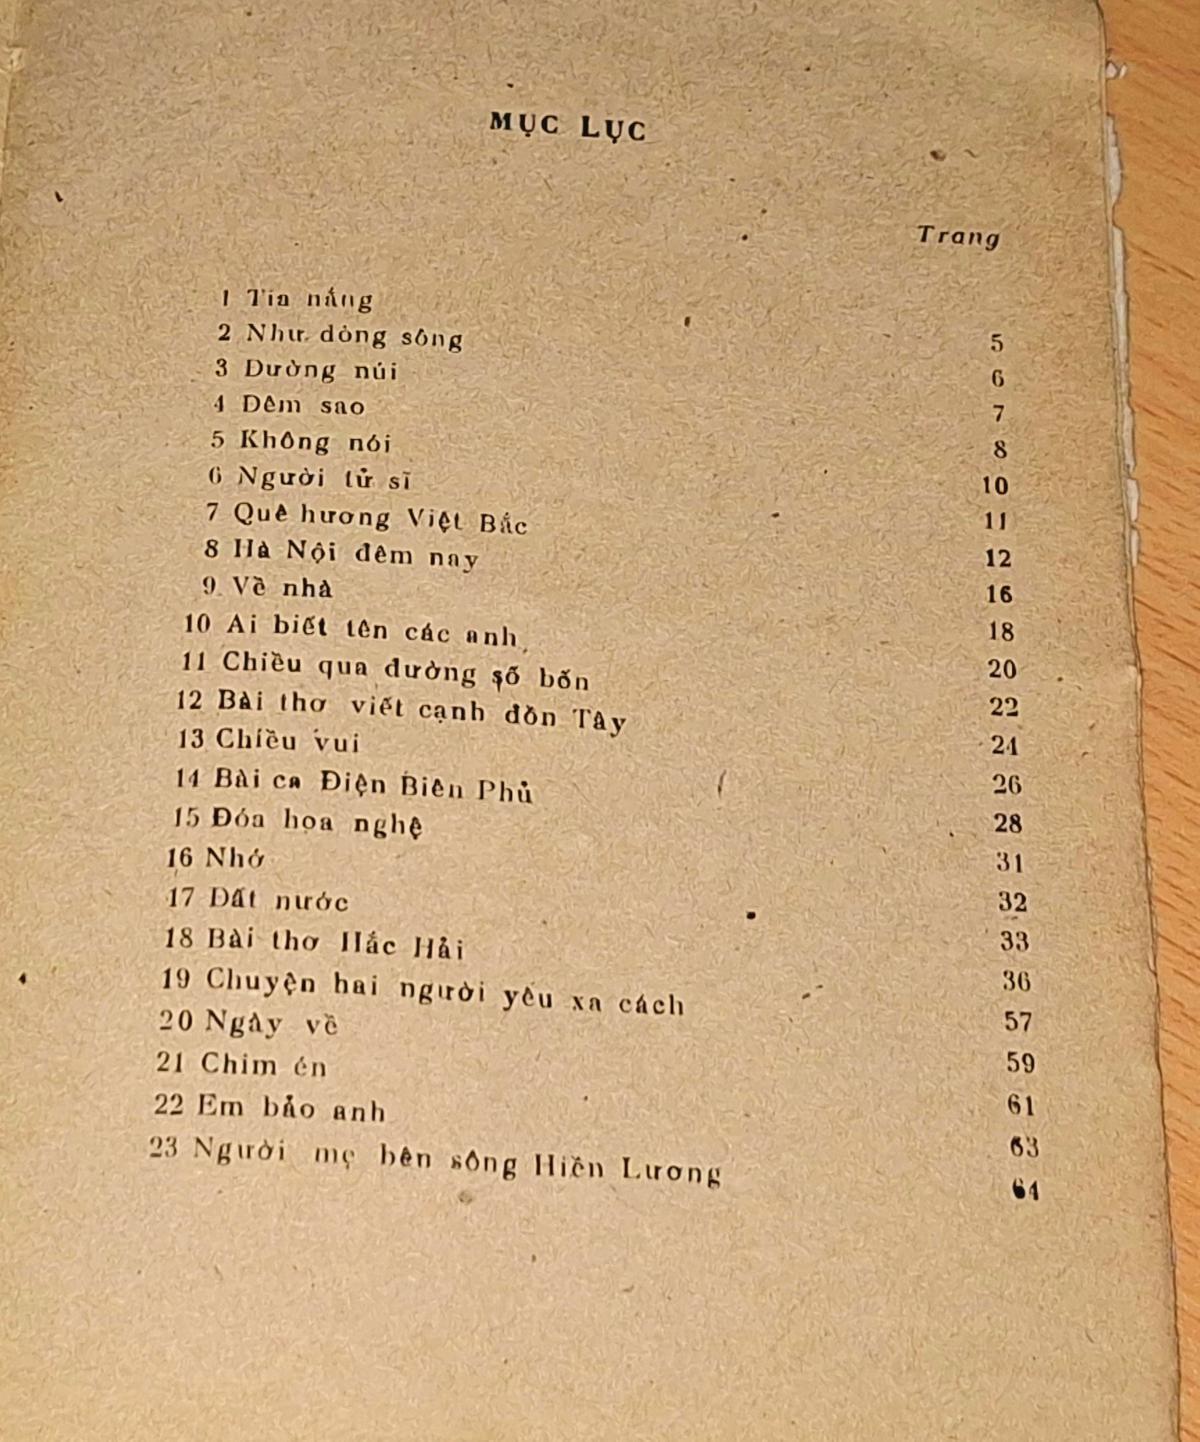 MỤC LỤC
Trang
1 Tia nắng 5
2 Như dòng sông 6
3 Đường núi 7
4 Đêm sao 8
5 Không nói 10
6 Người tử sĩ 11
7 Quê hương Việt Bắc 12
8 Hà Nội đêm nay 16
9 Về nhà 18
10 Ai biết tên các anh 20
11 Chiều qua đường số bốn 22
12 Bài thơ viết cạnh đồn Tây 24
13 Chiều vui 26
14 Bài ca Điện Biên Phủ 28
15 Đóa hoa nghệ 31
16 Nhớ 32
17 Đất nước 33
18 Bài thơ Hắc Hải 36
19 Chuyện hai người yêu xa cách 57
20 Ngày về 59
21 Chim én 61
22 Em bảo anh 63
23 Người mẹ bên sông Hiền Lương 64